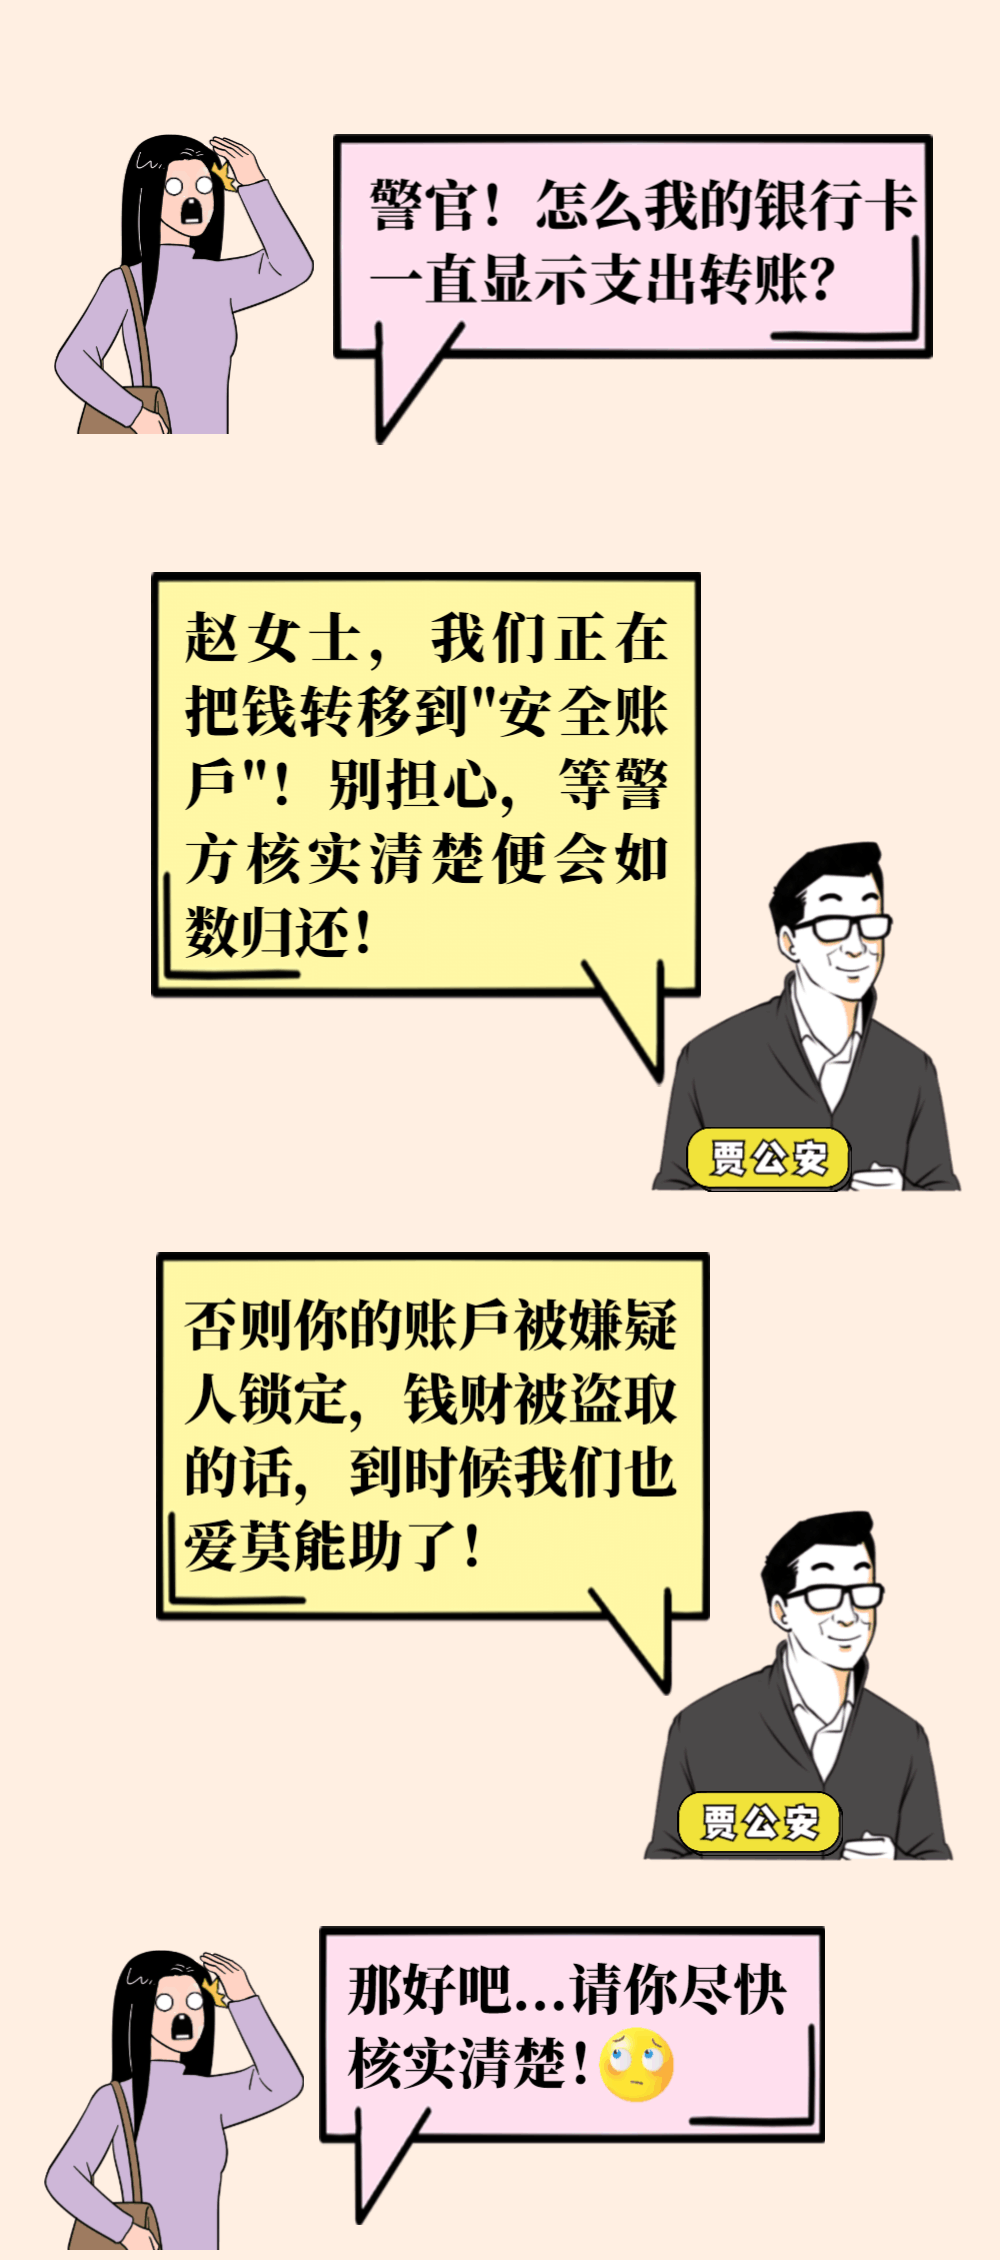 警官！怎么我的银行卡
一直显示支出转账？
赵女士，我们正在
把钱转移到"安全账
戶"！别担心，等警
方核实清楚便会如
数归还！
贾公安
否则你的账戶被嫌疑
人锁定，钱财被盗取
的话，到时候我们也
爱莫能助了！
贾公安
那好吧...请你尽快
核实清楚！